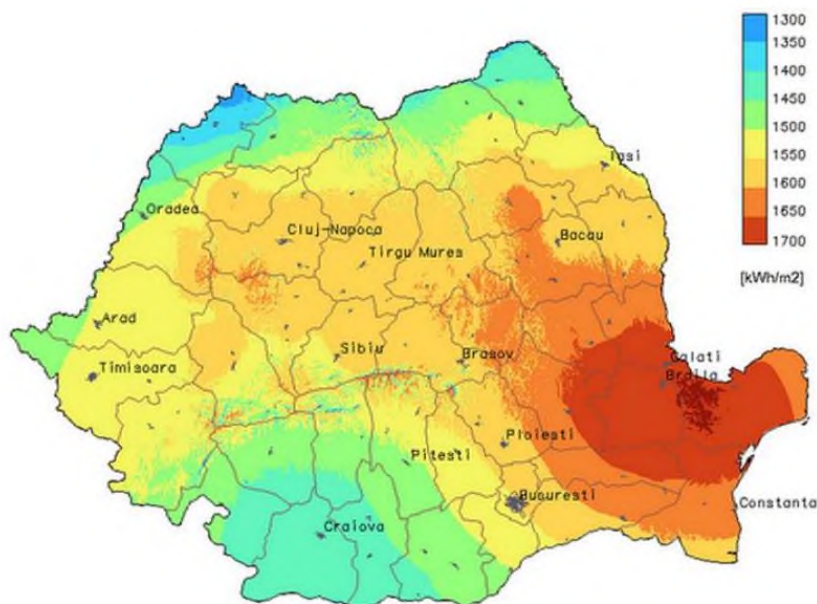 1300
1350
1400
1450
1500
1550
1600
1650
1700
[kWh/m2]
Iasi
Oradea
Cluj-Napoca
Bacau
Tirgu Mures
Arad
Timisoara
Sibiu
Brasov
Galati
Braila
Ploiesti
Pitesti
Bucuresti
Constanta
Craiova